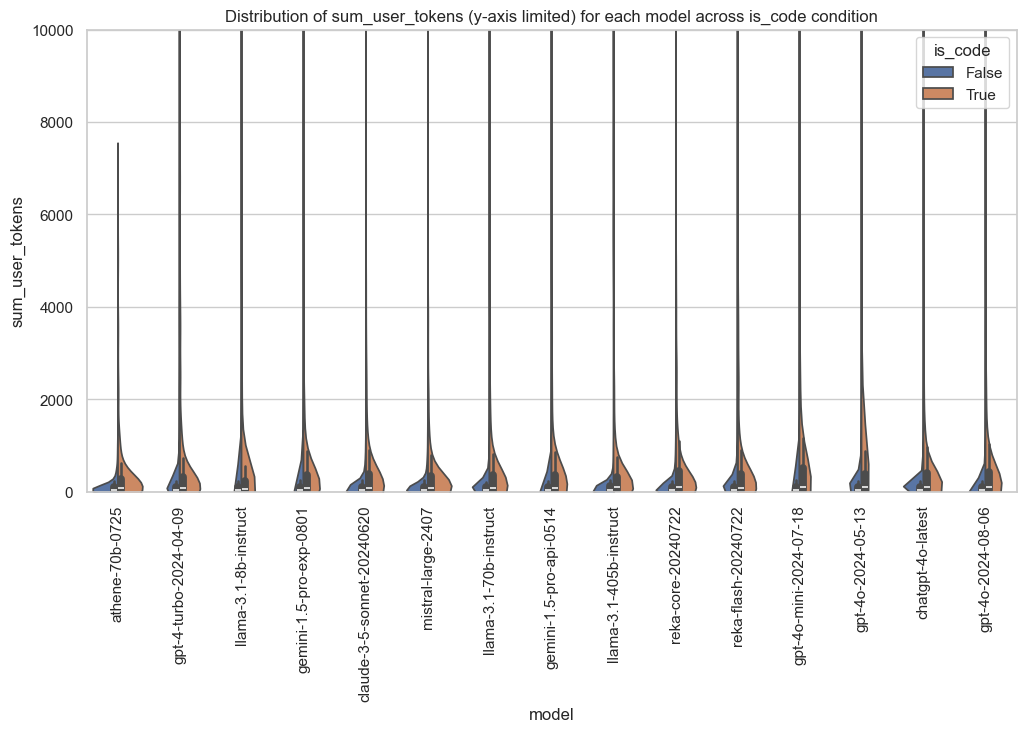 Distribution of sum_user_tokens (y-axis limited) for each model across is_code condition
10000
8000
6000
4000
2000
0
sum_user_tokens
is_code
False
True
athene-70b-0725
gpt-4-turbo-2024-04-09
llama-3.1-8b-instruct
gemini-1.5-pro-exp-0801
claude-3-5-sonnet-20240620
mistral-large-2407
llama-3.1-70b-instruct
gemini-1.5-pro-api-0514
llama-3.1-405b-instruct
reka-core-20240722
reka-flash-20240722
gpt-4o-mini-2024-07-18
gpt-4o-2024-05-13
chatgpt-4o-latest
gpt-4o-2024-08-06
model